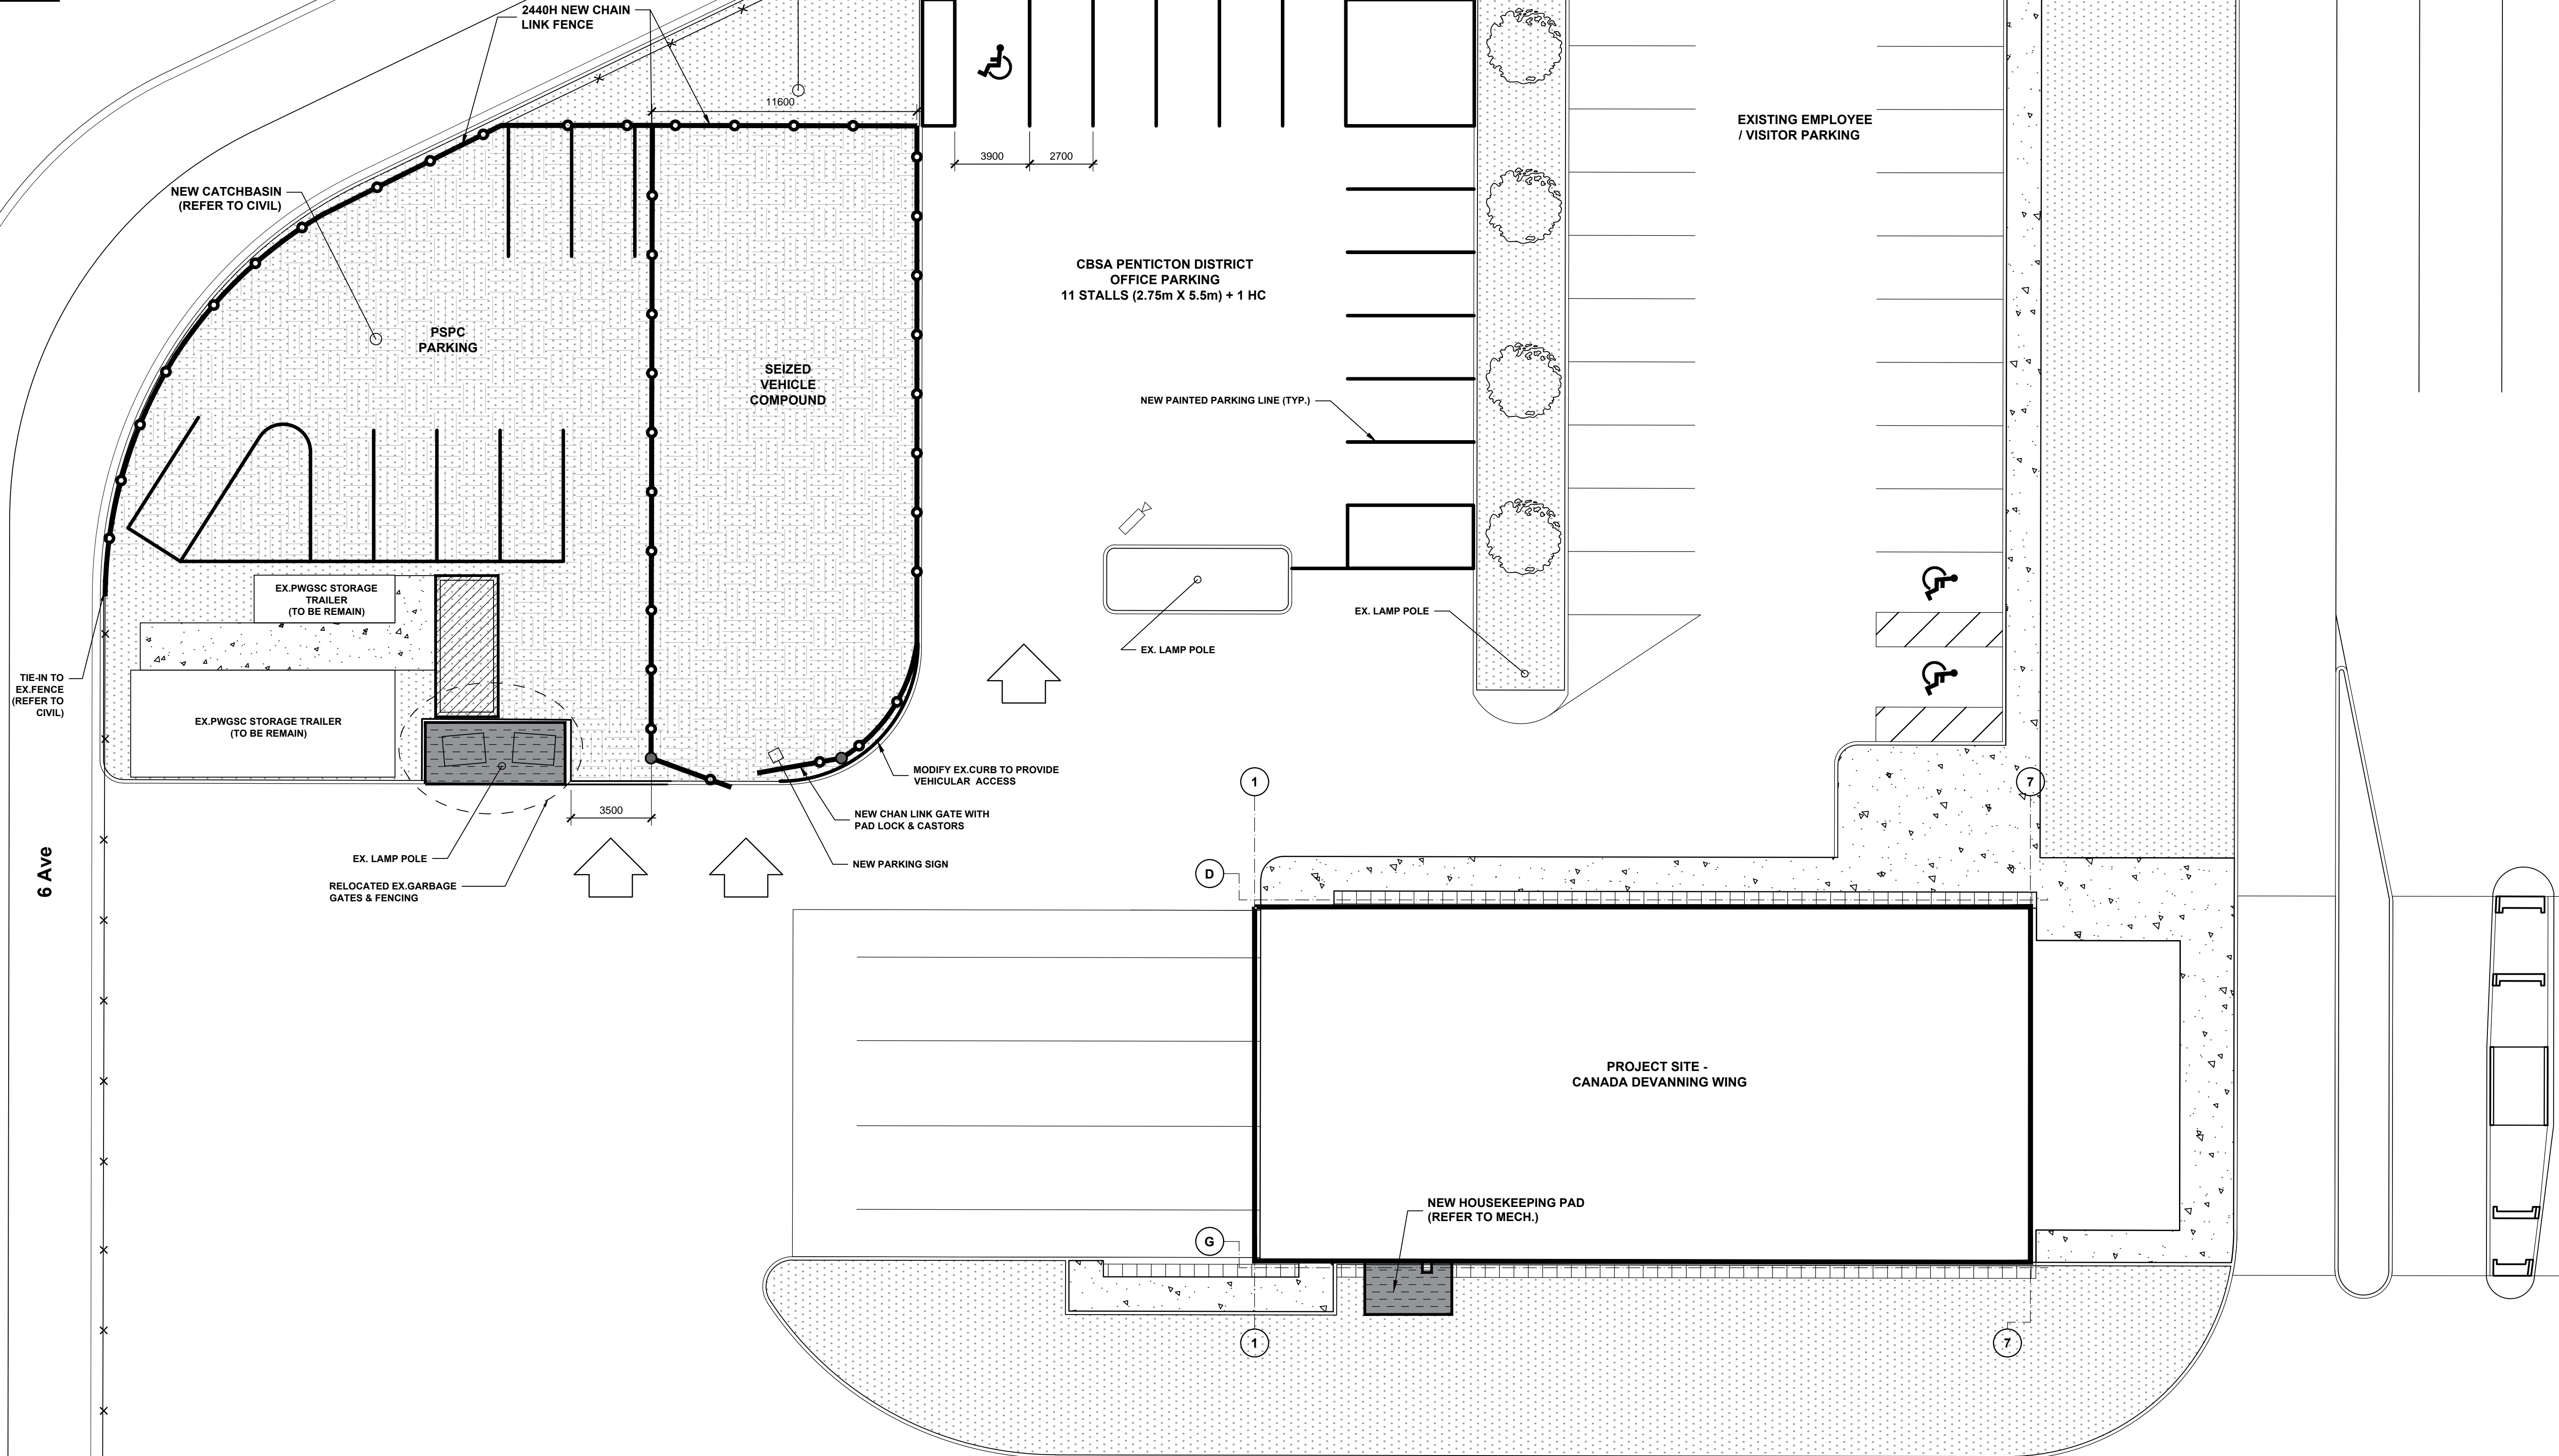 2440H NEW CHAIN
LINK FENCE
11600
3900
2700
EXISTING EMPLOYEE
/ VISITOR PARKING
NEW CATCHBASIN
(REFER TO CIVIL)
CBSA PENTICTON DISTRICT
OFFICE PARKING
11 STALLS (2.75m X 5.5m) + 1 HC
PSPC
PARKING
SEIZED
VEHICLE
COMPOUND
NEW PAINTED PARKING LINE (TYP.)
EX.PWGSC STORAGE
TRAILER
(TO BE REMAIN)
EX. LAMP POLE
EX. LAMP POLE
TIE-IN TO
EX.FENCE
(REFER TO
CIVIL)
EX.PWGSC STORAGE TRAILER
(TO BE REMAIN)
MODIFY EX.CURB TO PROVIDE
VEHICULAR ACCESS
1
7
3500
NEW CHAN LINK GATE WITH
PAD LOCK & CASTORS
6 Ave
EX. LAMP POLE
NEW PARKING SIGN
D
RELOCATED EX.GARBAGE
GATES & FENCING
PROJECT SITE -
CANADA DEVANNING WING
NEW HOUSEKEEPING PAD
(REFER TO MECH.)
G
1
7